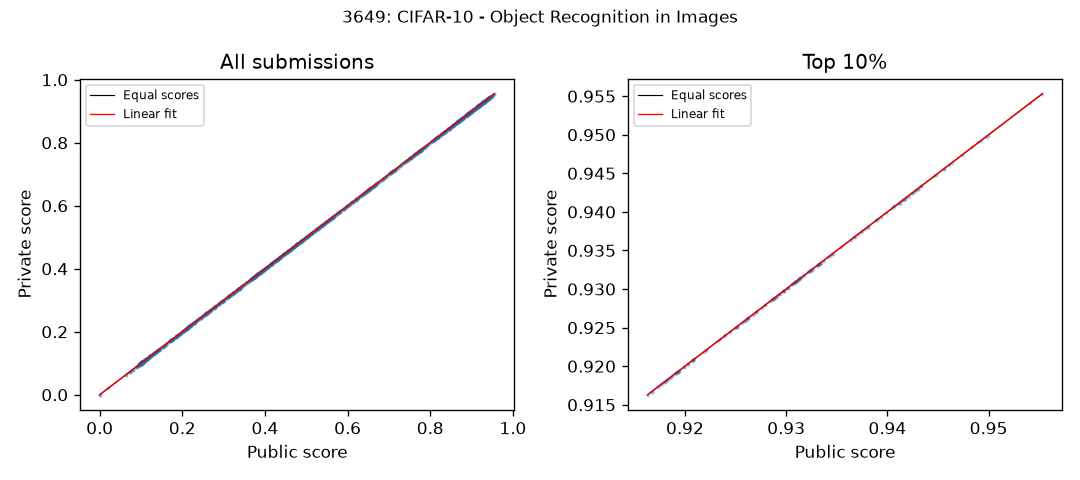 3649: CIFAR-10 - Object Recognition in Images
All submissions
Private score
1.0
0.8
0.6
0.4
0.2
0.0
Equal scores
Linear fit
0.0 0.2 0.4 0.6 0.8 1.0
Public score
Top 10%
Private score
0.955
0.950
0.945
0.940
0.935
0.930
0.925
0.920
0.915
Equal scores
Linear fit
0.92 0.93 0.94 0.95
Public score